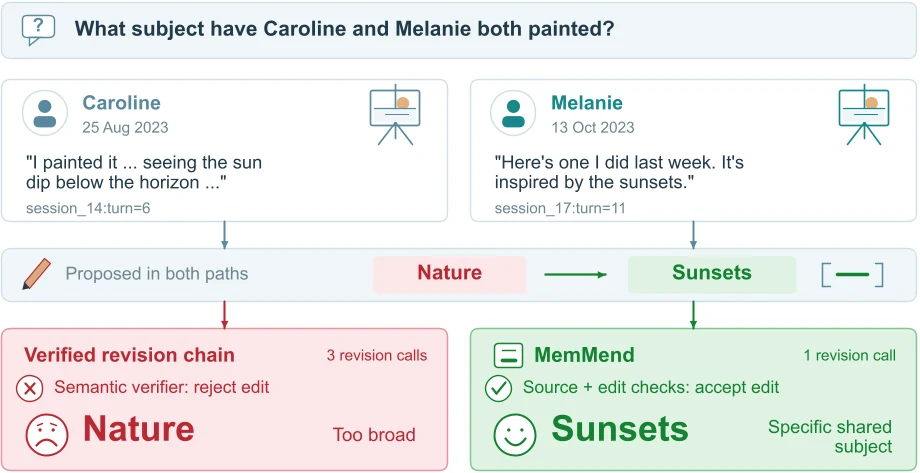 ?
What subject have Caroline and Melanie both painted?
Caroline
25 Aug 2023
"I painted it ... seeing the sun
dip below the horizon ..."
session_14:turn=6
Melanie
13 Oct 2023
"Here's one I did last week. It's
inspired by the sunsets."
session_17:turn=11
Proposed in both paths
Nature
Sunsets
Verified revision chain
3 revision calls
Semantic verifier: reject edit
Nature
Too broad
MemMend
1 revision call
Source + edit checks: accept edit
Sunsets
Specific shared
subject